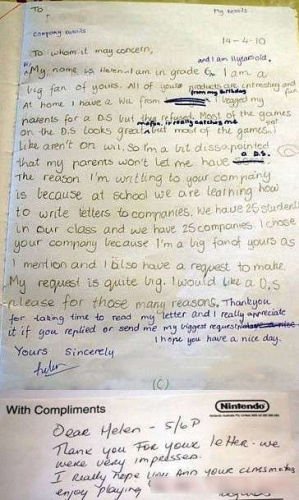 To
My Details
Company Details
14-4-10
To whom it may concern,
and I am 11 years old.
My name is Helen. I am in grade 6. I am a
big fan of yours. All of your products are interesting and fun
from my birthday
At home I have a Wii from I begged my
parents for a DS but they refused. Most of the games
on the DS looks great but most of the games I
like aren't on Wii. So I'm a bit dissapointed
that my parents won't let me have a D.S.
The reason I'm writting to your company
is because at school we are learning how
to write letters to companies. We have 25 students
in our class and we have 25 companies. I chose
your company because I'm a big fan of yours as
I mention and I also have a request to make.
My request is quite big. I would like a D.S
please for those many reasons. Thankyou
for taking time to read my letter and I really appreciate
it if you replied or send me my biggest request
I hope you have a nice day.
Yours Sincerely
Helen
(C)
With Compliments
Nintendo
Dear Helen - 5/6P
Thank you for your letter - we
were very impressed.
I really hope you and your classmates
enjoy playing